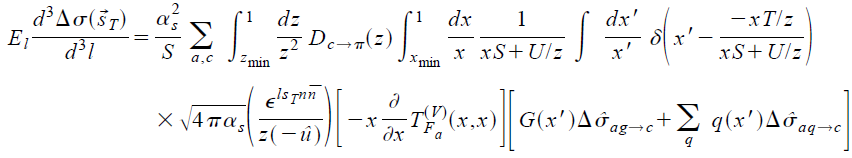 $E_l \frac{d^3\Delta\sigma(\vec{s}_T)}{d^3l} = \frac{\alpha_s^2}{S} \sum_{a,c} \int_{z_{\min}}^{1} \frac{dz}{z^2} D_{c\to\pi}(z) \int_{x_{\min}}^{1} \frac{dx}{x} \frac{1}{xS+U/z} \int \frac{dx'}{x'} \delta\left(x' - \frac{-xT/z}{xS+U/z}\right)$
$\times \sqrt{4\pi\alpha_s} \left(\frac{\epsilon^{ls_Tn\bar{n}}}{z(-\hat{u})}\right) \left[-x\frac{\partial}{\partial x} T_{F_a}^{(V)}(x,x)\right] \left[G(x')\Delta\hat{\sigma}_{ag\to c} + \sum_q q(x')\Delta\hat{\sigma}_{aq\to c}\right]$